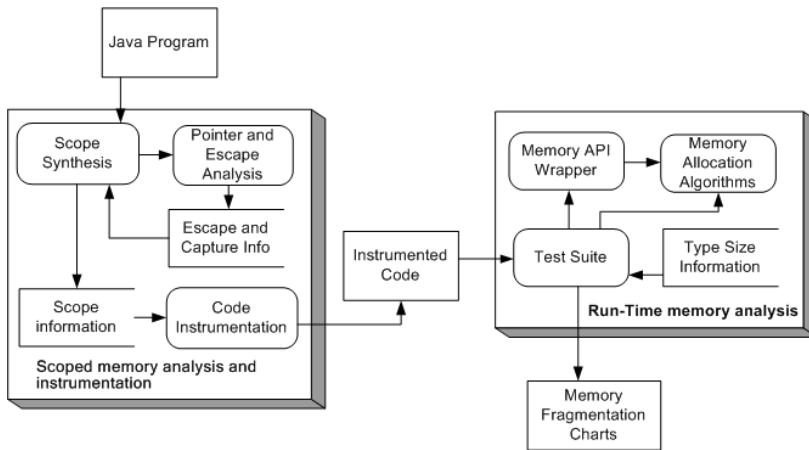 Java Program
Scope
Synthesis
Pointer and
Escape
Analysis
Escape and
Capture Info
Scope
information
Code
Instrumentation
Scoped memory analysis and
instrumentation
Instrumented
Code
Memory API
Wrapper
Memory
Allocation
Algorithms
Test Suite
Type Size
Information
Run-Time memory analysis
Memory
Fragmentation
Charts